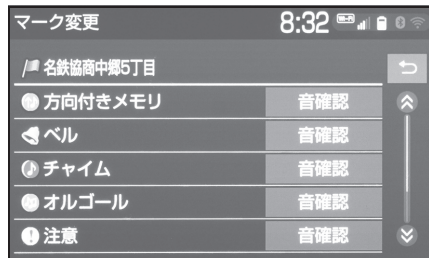 マーク変更 8:32
名鉄協商中郷5丁目
方向付きメモリ 音確認
ベル 音確認
チャイム 音確認
オルゴール 音確認
注意 音確認